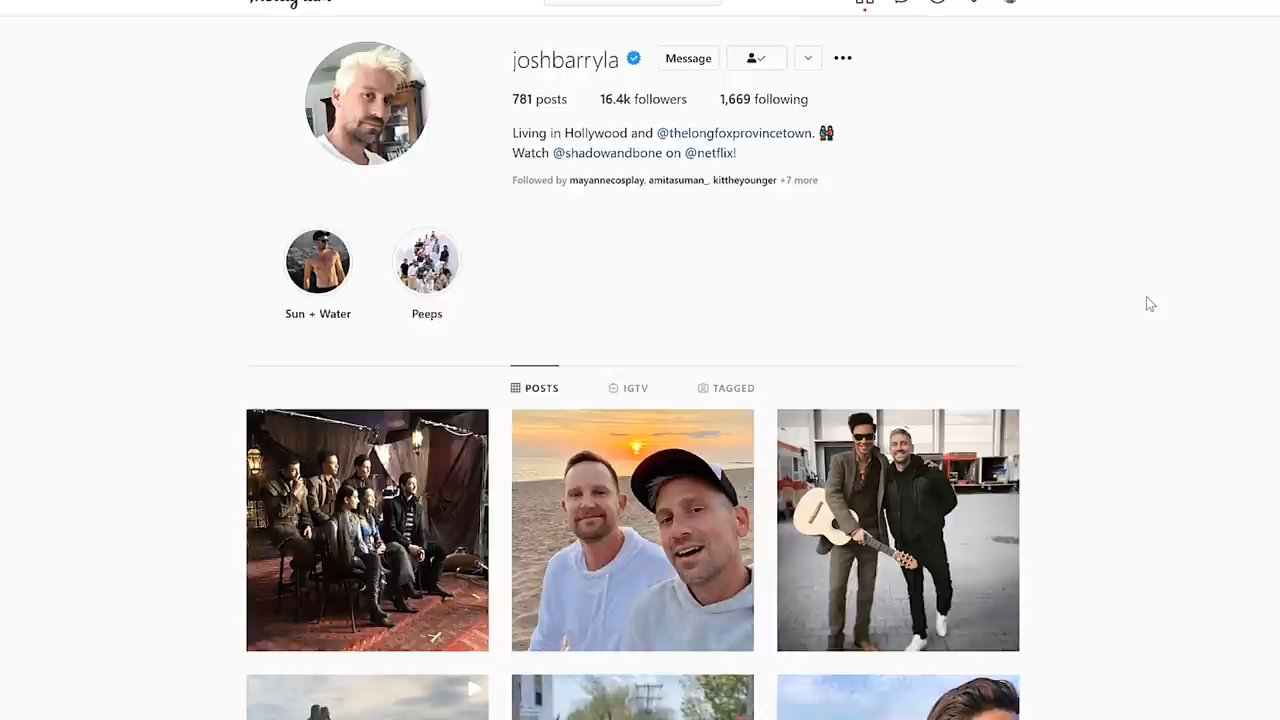 joshbarryla
Message
781 posts 16.4k followers 1,669 following
Living in Hollywood and @thelongfoxprovincetown.
Watch @shadowandbone on @netflix!
Followed by mayannecosplay, amitasuman_, kittheyounger +7 more
Sun + Water
Peeps
POSTS
IGTV
TAGGED